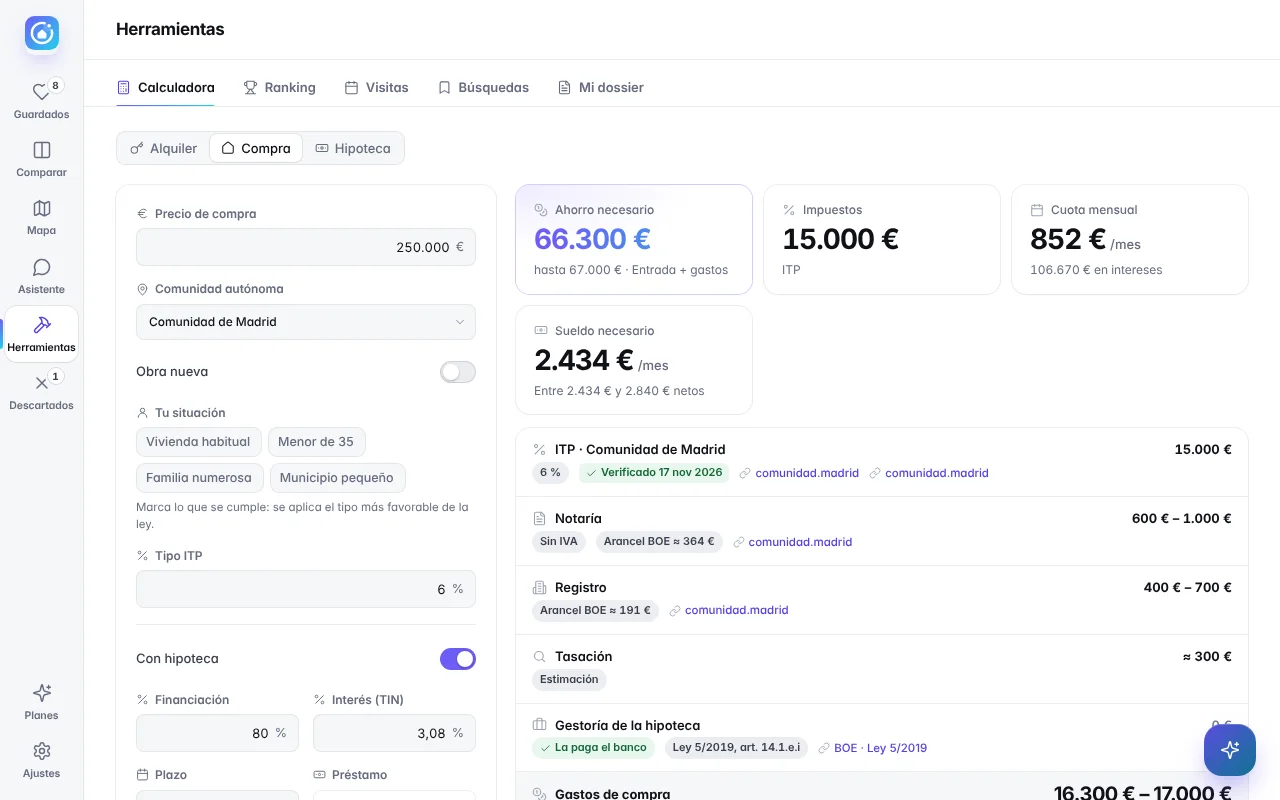 Herramientas
8
Guardados
Comparar
Mapa
Asistente
Herramientas
1
Descartados
Planes
Ajustes
Calculadora
Ranking
Visitas
Búsquedas
Mi dossier
Alquiler
Compra
Hipoteca
€ Precio de compra
250.000 €
Comunidad autónoma
Comunidad de Madrid
Obra nueva
Tu situación
Vivienda habitual
Menor de 35
Familia numerosa
Municipio pequeño
Marca lo que se cumple: se aplica el tipo más favorable de la
ley.
% Tipo ITP
6 %
Con hipoteca
% Financiación
80 %
% Interés (TIN)
3,08 %
Plazo
Préstamo
Ahorro necesario
66.300 €
hasta 67.000 € · Entrada + gastos
% Impuestos
15.000 €
ITP
Cuota mensual
852 € /mes
106.670 € en intereses
Sueldo necesario
2.434 € /mes
Entre 2.434 € y 2.840 € netos
% ITP · Comunidad de Madrid 15.000 €
6 % Verificado 17 nov 2026 comunidad.madrid comunidad.madrid
Notaría 600 € – 1.000 €
Sin IVA Arancel BOE ≈ 364 € comunidad.madrid
Registro 400 € – 700 €
Arancel BOE ≈ 191 € comunidad.madrid
Tasación ≈ 300 €
Estimación
Gestoría de la hipoteca 0 €
La paga el banco Ley 5/2019, art. 14.1.e.i BOE · Ley 5/2019
Gastos de compra 16.300 € – 17.000 €